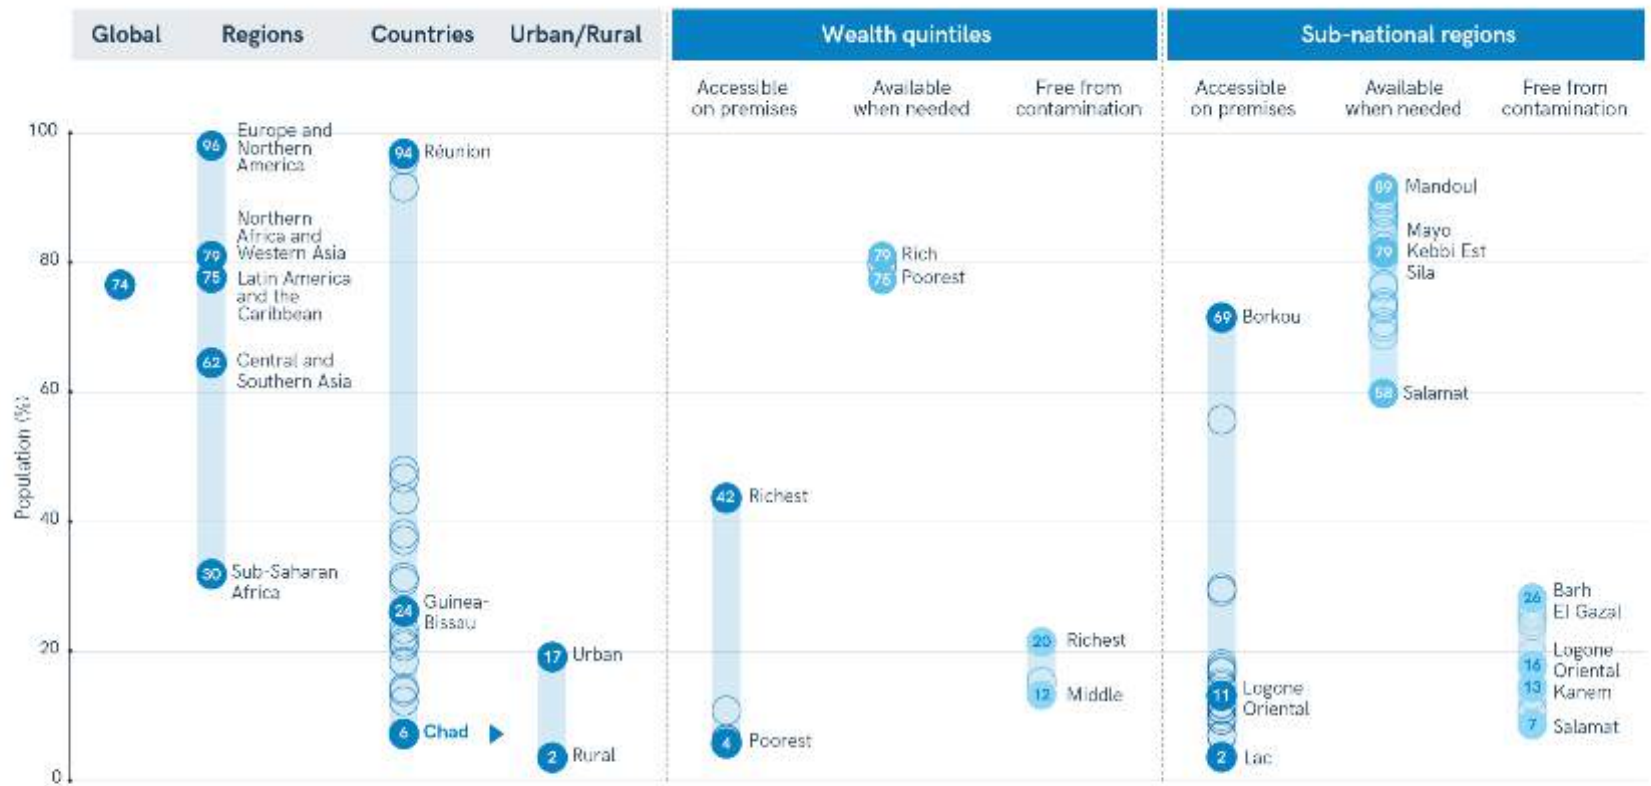 Global
Regions
Countries
Urban/Rural
Wealth quintiles
Sub-national regions
Accessible
on premises
Available
when needed
Free from
contamination
Accessible
on premises
Available
when needed
Free from
contamination
Population (%)
100
80
60
40
20
0
74
96
Europe and
Northern
America
79
Northern
Africa and
Western Asia
75
Latin America
and the
Caribbean
62
Central and
Southern Asia
30
Sub-Saharan
Africa
94
Réunion
24
Guinea-
Bissau
6
Chad
17
Urban
2
Rural
42
Richest
4
Poorest
79
Rich
75
Poorest
20
Richest
12
Middle
69
Borkou
11
Logone
Oriental
2
Lac
89
Mandoul
79
Mayo
Kebbi Est
Sila
58
Salamat
26
Barh
El Gazal
16
Logone
Oriental
13
Kanem
7
Salamat